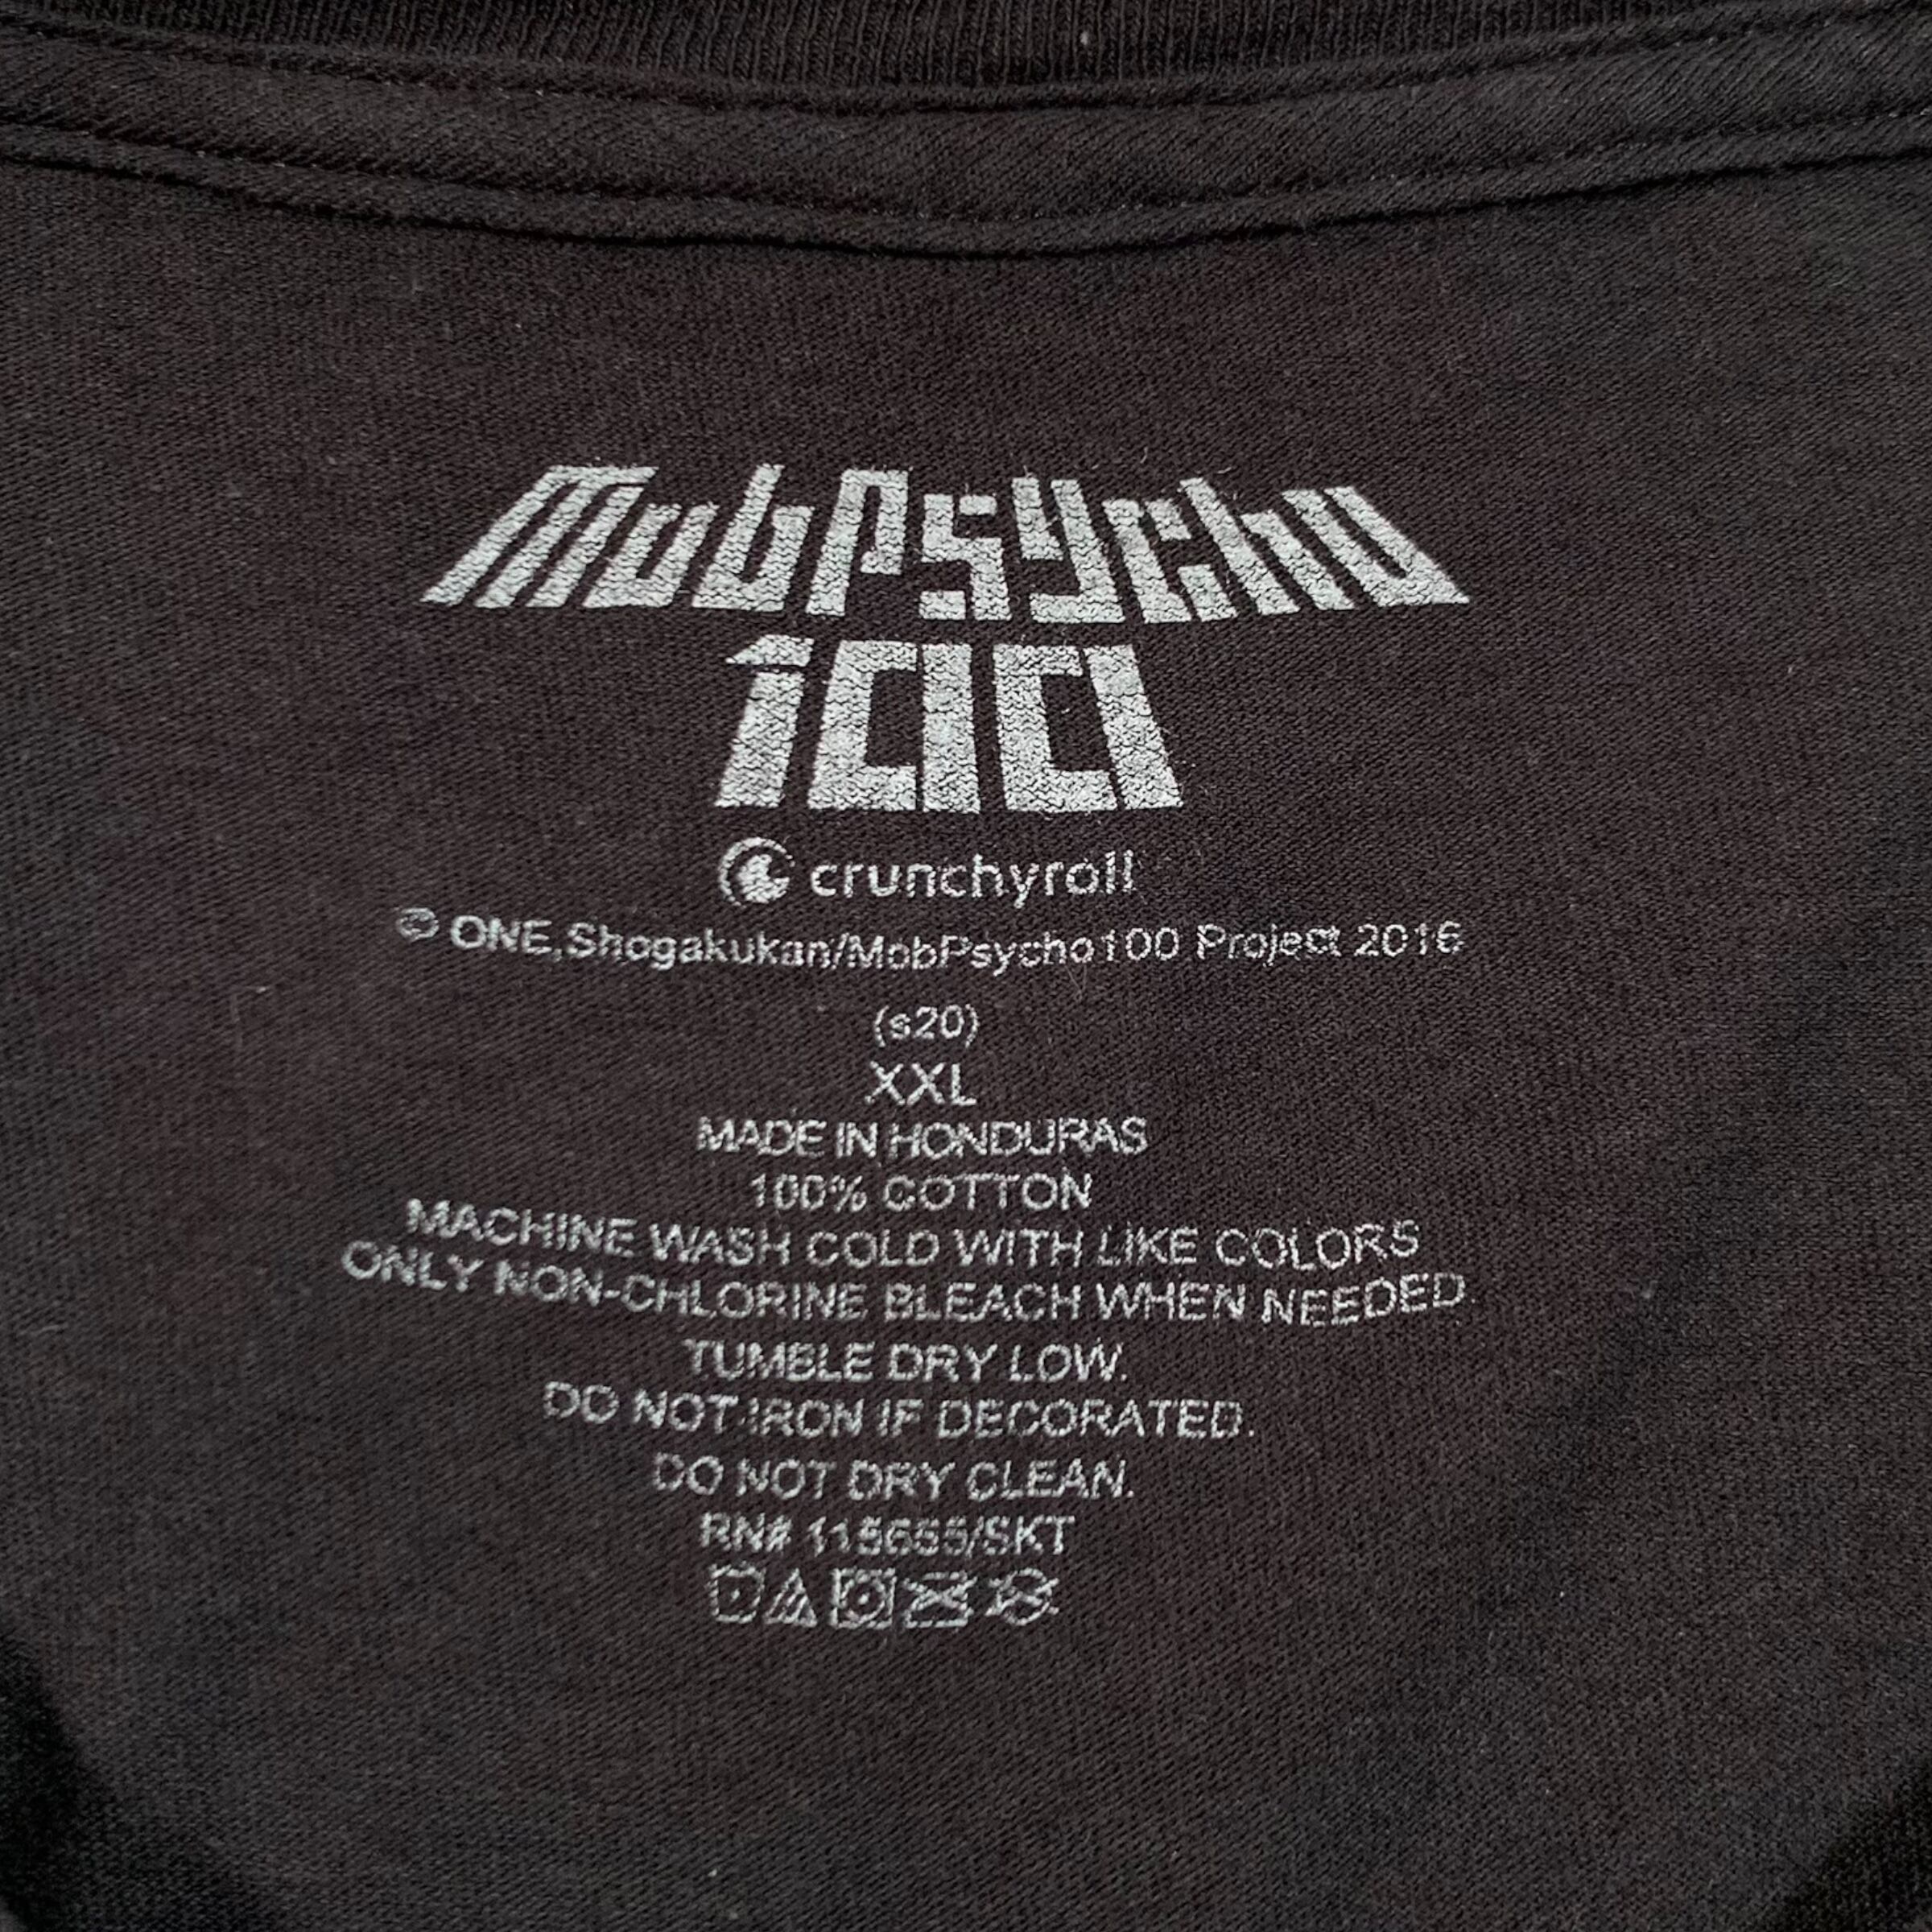 MobPsycho
100
crunchyroll
© ONE,Shogakukan/MobPsycho100 Project 2016
(s20)
XXL
MADE IN HONDURAS
100% COTTON
MACHINE WASH COLD WITH LIKE COLORS
ONLY NON-CHLORINE BLEACH WHEN NEEDED.
TUMBLE DRY LOW.
DO NOT IRON IF DECORATED.
DO NOT DRY CLEAN.
RN# 115655/SKT